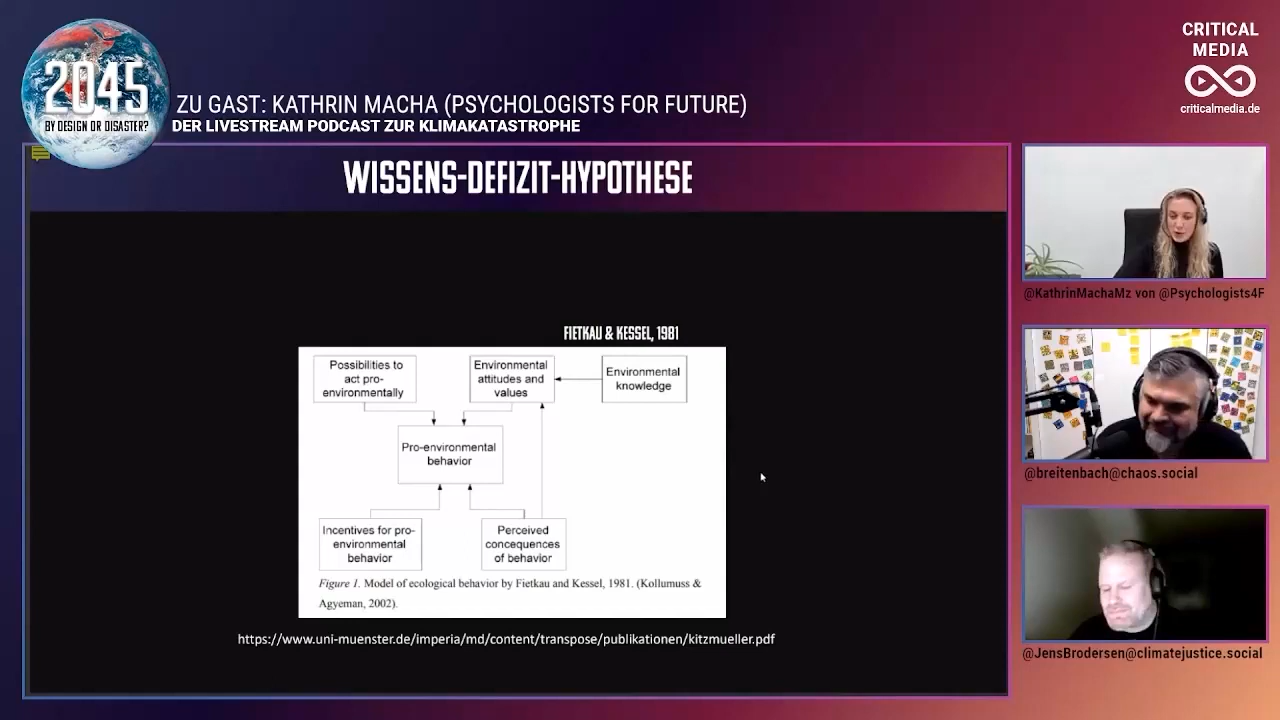 2045
BY DESIGN OR DISASTER?
ZU GAST: KATHRIN MACHA (PSYCHOLOGISTS FOR FUTURE)
DER LIVESTREAM PODCAST ZUR KLIMAKATASTROPHE
CRITICAL
MEDIA
criticalmedia.de
WISSENS-DEFIZIT-HYPOTHESE
FIETKAU & KESSEL, 1981
Possibilities to
act pro-
environmentally
Environmental
attitudes and
values
Environmental
knowledge
Pro-environmental
behavior
Incentives for pro-
environmental
behavior
Perceived
concequences
of behavior
Figure 1. Model of ecological behavior by Fietkau and Kessel, 1981. (Kollumuss &
Agyeman, 2002).
https://www.uni-muenster.de/imperia/md/content/transpose/publikationen/kitzmueller.pdf
@KathrinMachaMz von @Psychologists4F
@breitenbach@chaos.social
@JensBrodersen@climatejustice.social